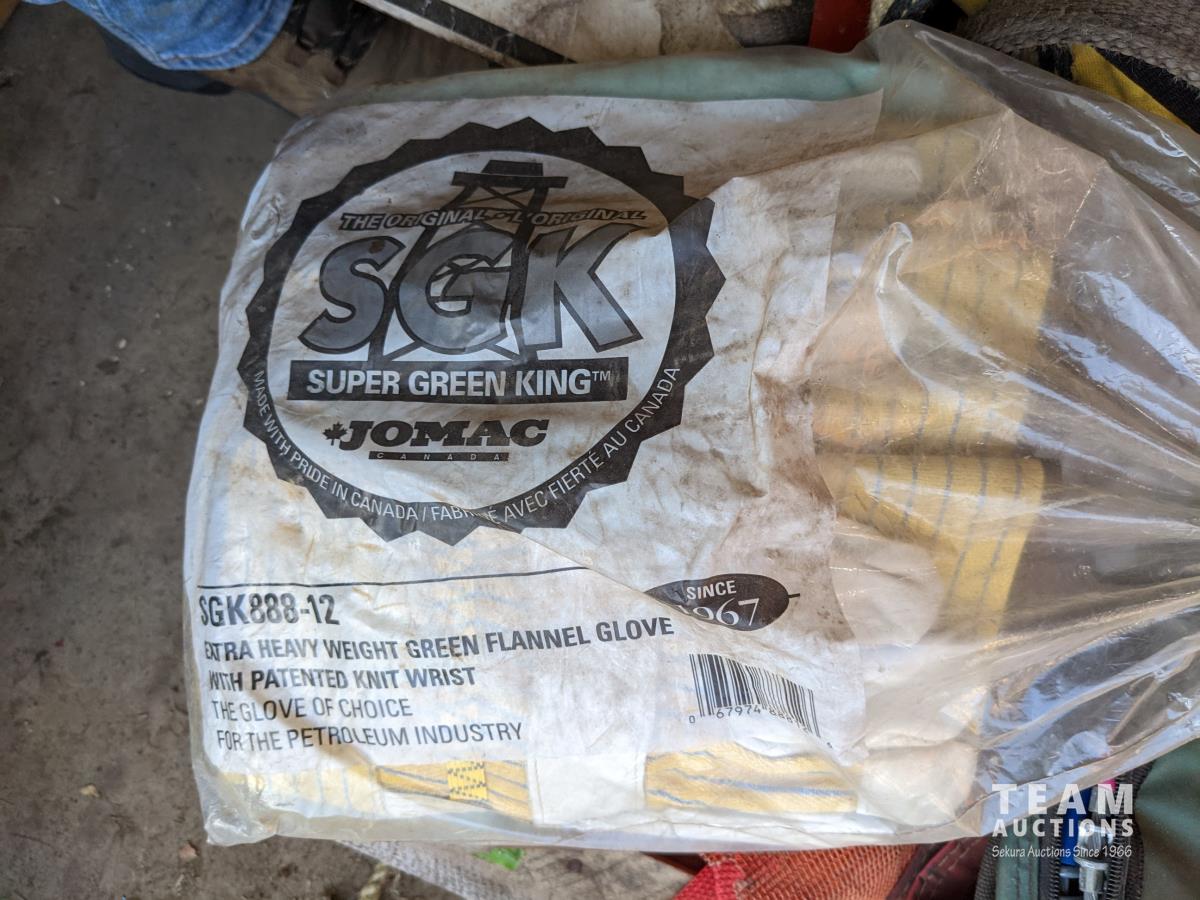 THE ORIGINAL - L'ORIGINAL
SGK
SUPER GREEN KING™
JOMAC
CANADA
MADE WITH PRIDE IN CANADA / AVEC FIERTÉ AU CANADA
SGK888-12
SINCE
1967
EXTRA HEAVY WEIGHT GREEN FLANNEL GLOVE
WITH PATENTED KNIT WRIST
THE GLOVE OF CHOICE
FOR THE PETROLEUM INDUSTRY
0 67974
TEAM
AUCTIONS
Sekura Auctions Since 1966